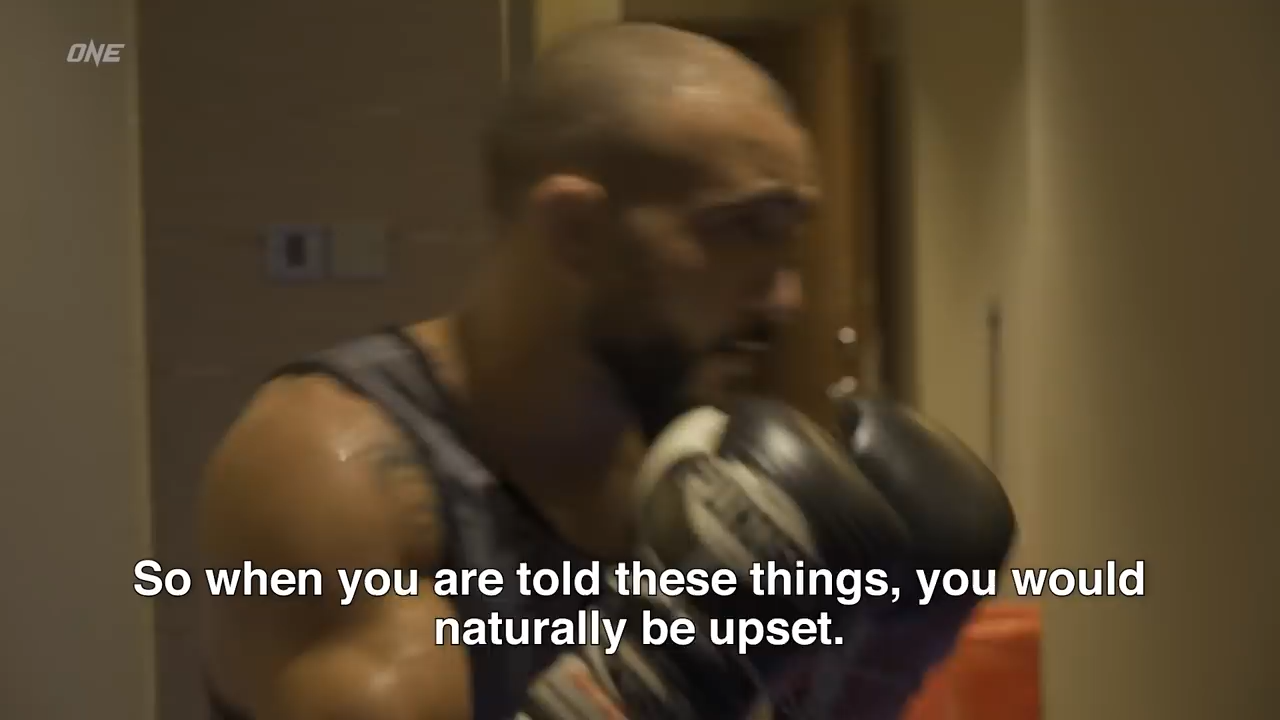 ONE
So when you are told these things, you would
naturally be upset.